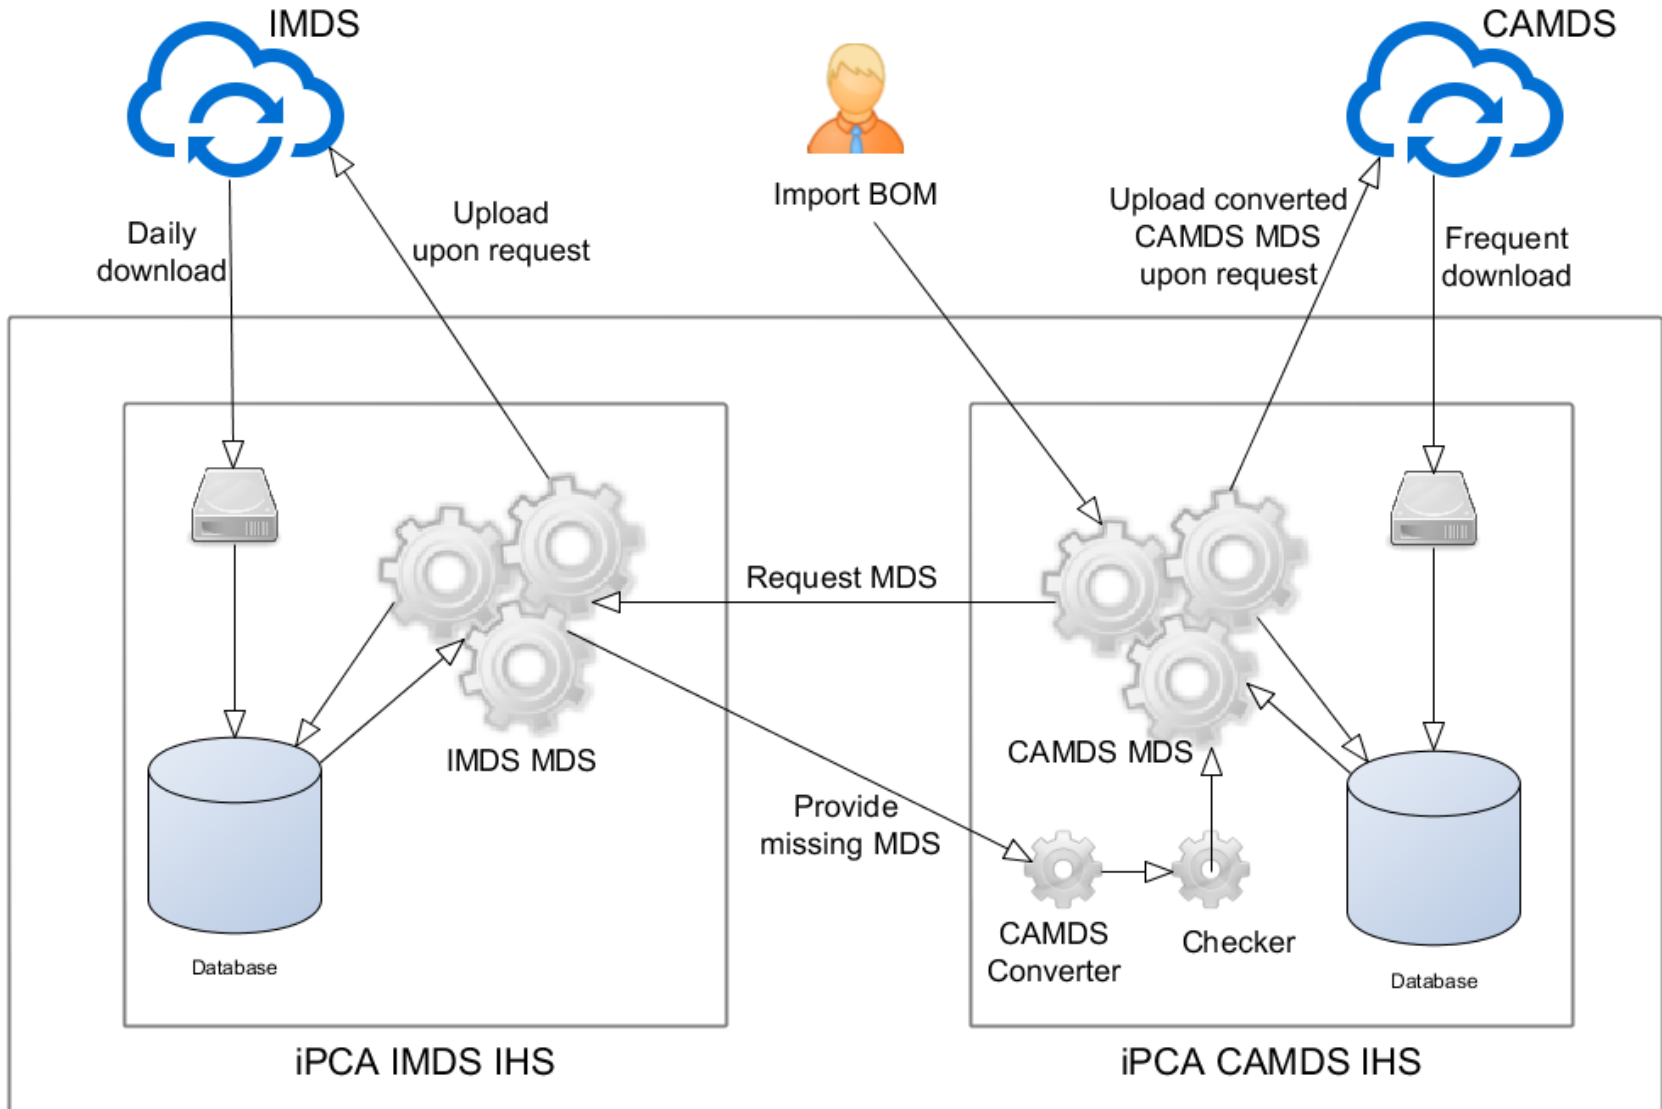 IMDS
CAMDS
Import BOM
Upload
upon request
Daily
download
Upload converted
CAMDS MDS
upon request
Frequent
download
Request MDS
IMDS MDS
CAMDS MDS
Provide
missing MDS
CAMDS
Converter
Checker
Database
Database
iPCA IMDS IHS
iPCA CAMDS IHS